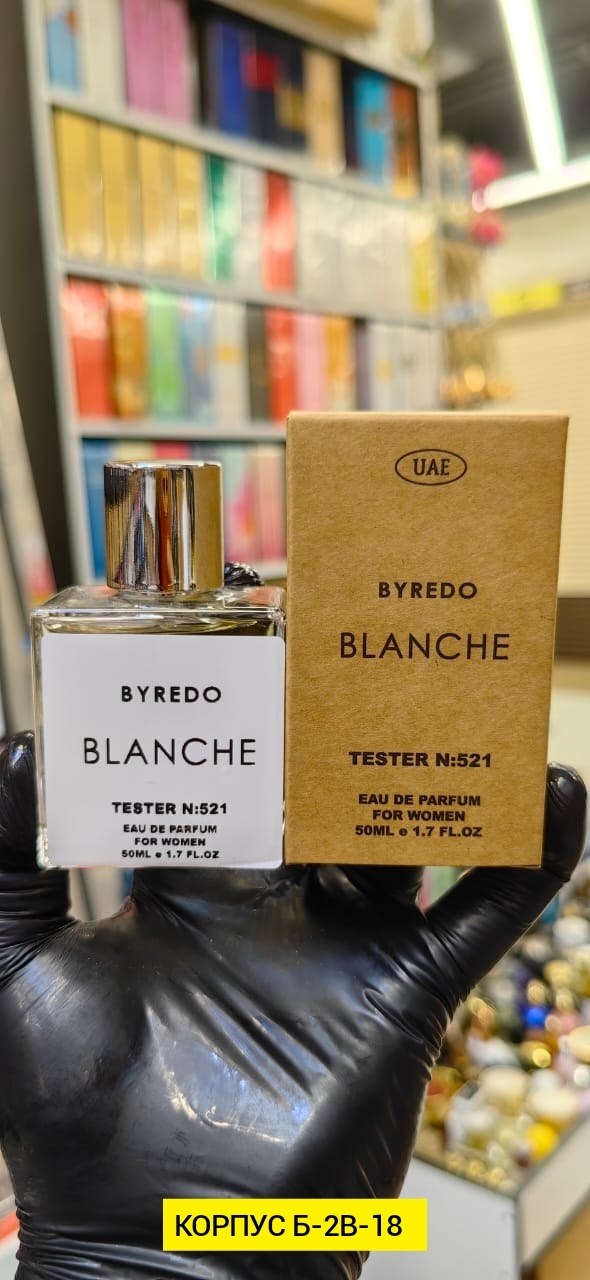 UAE
BYREDO
BLANCHE
TESTER N:521
EAU DE PARFUM
FOR WOMEN
50ML e 1.7 FL.OZ
BYREDO
BLANCHE
TESTER N:521
EAU DE PARFUM
FOR WOMEN
50ML e 1.7 FL.OZ
КОРПУС Б-2В-18